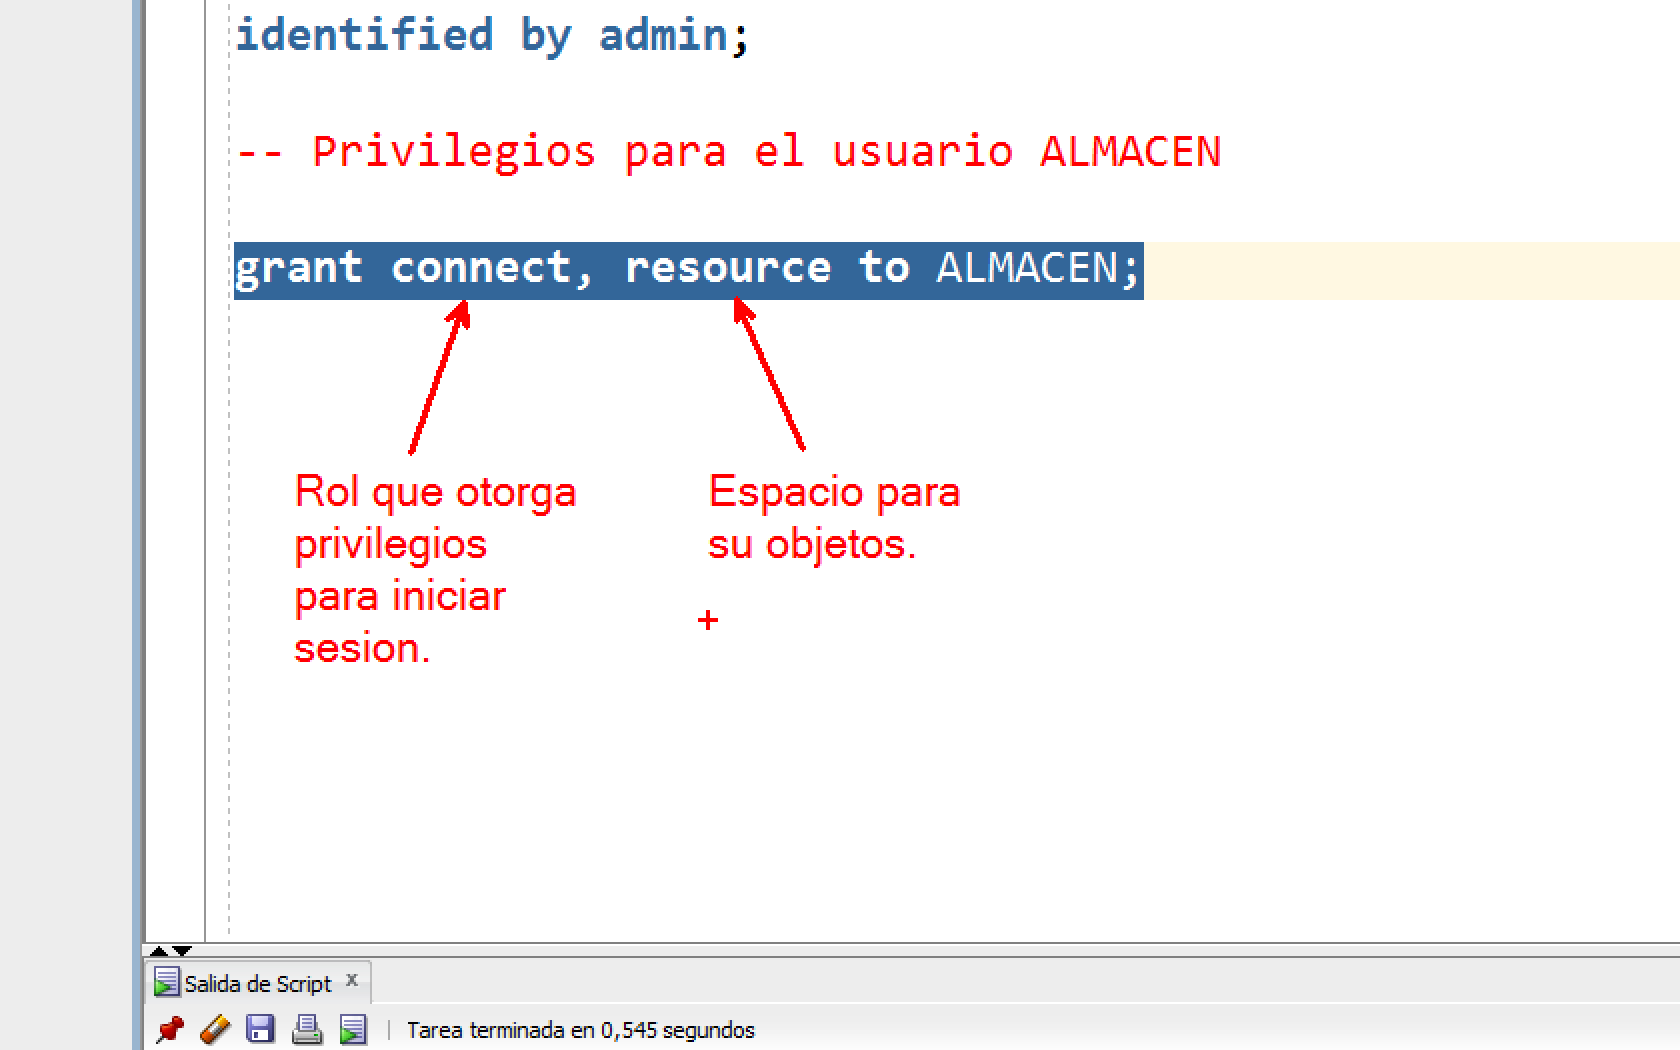 identified by admin;
-- Privilegios para el usuario ALMACEN
grant connect, resource to ALMACEN;
Rol que otorga
privilegios
para iniciar
sesion.
Espacio para
su objetos.
Salida de Script x
Tarea terminada en 0,545 segundos